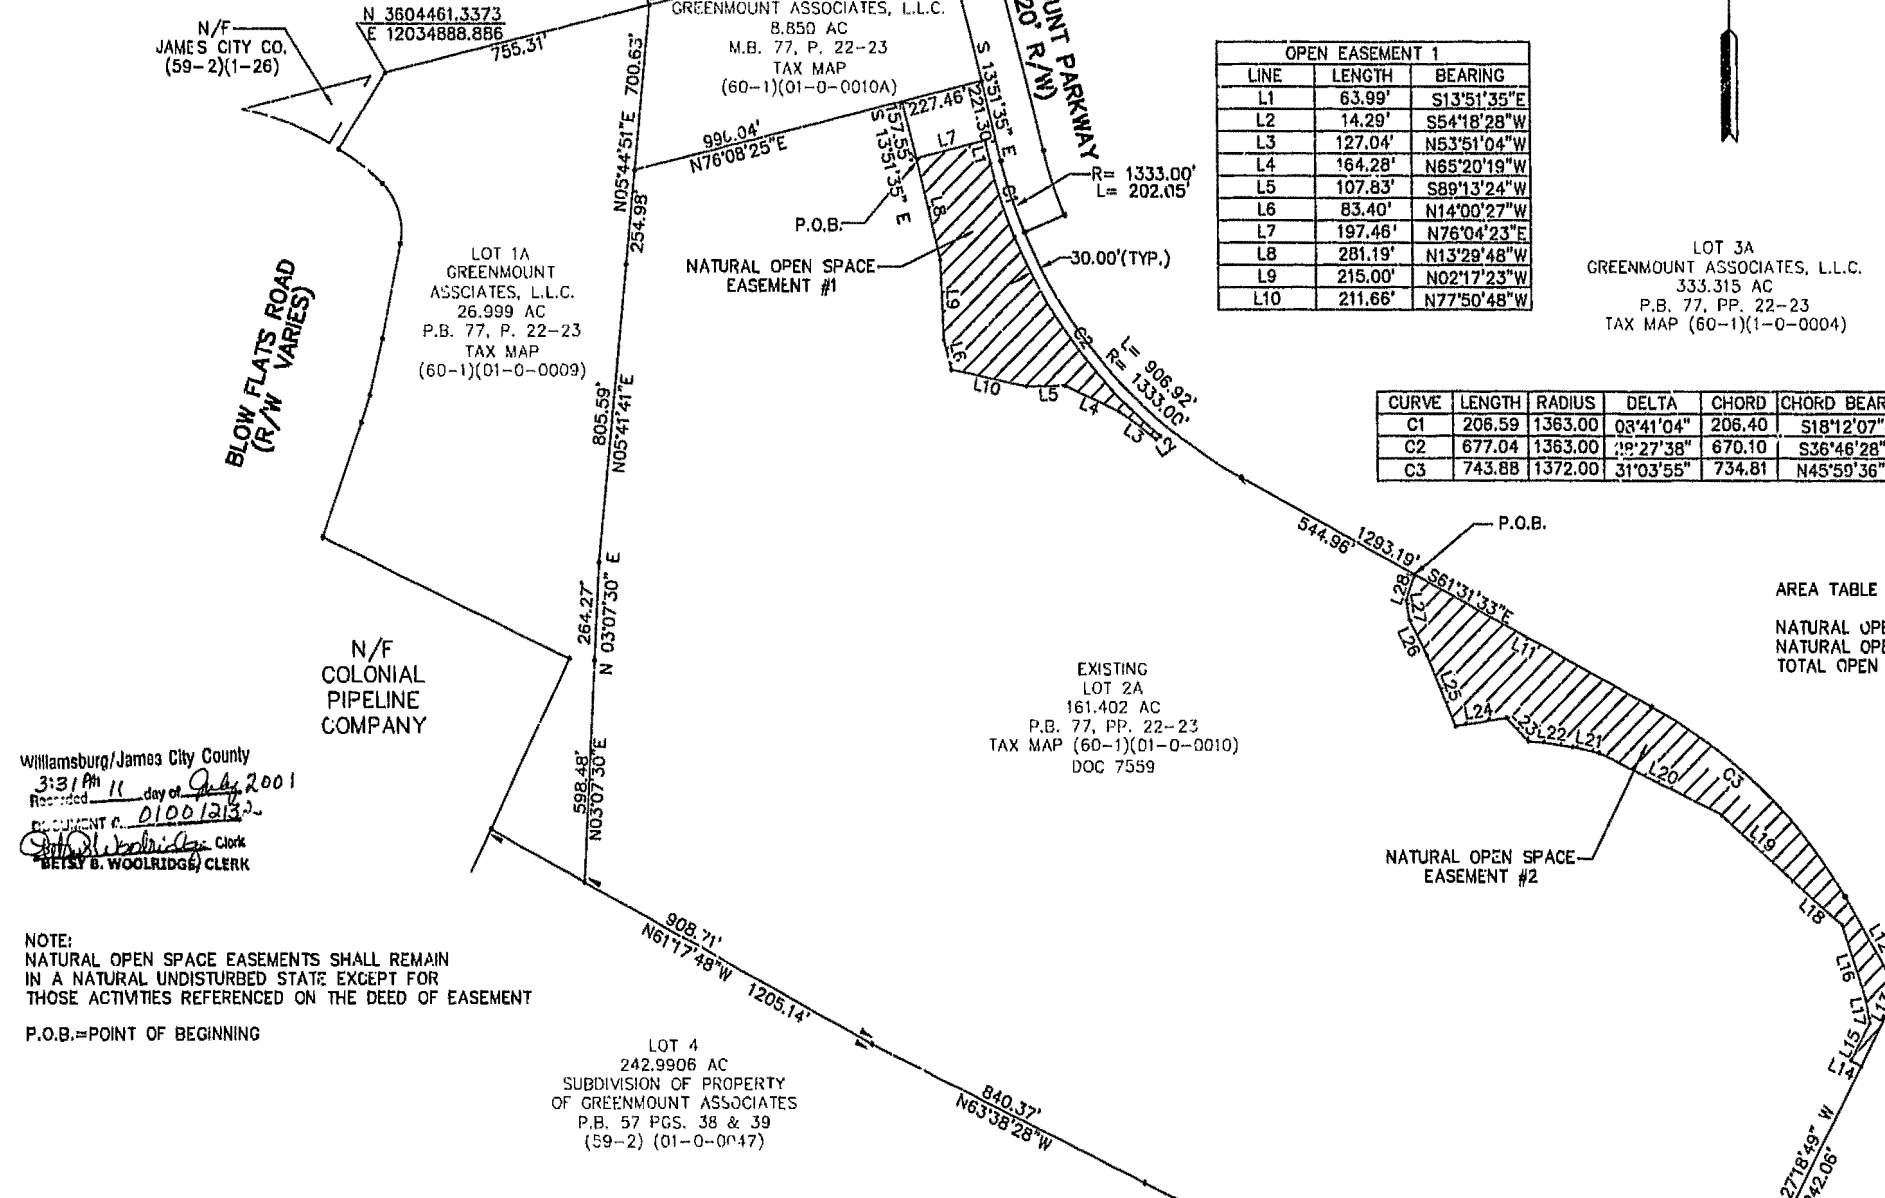 N 3604461.3373
E 12034888.886
755.31'
N/F
JAMES CITY CO.
(59-2)(1-26)
GREENMOUNT ASSOCIATES, L.L.C.
8.850 AC
M.B. 77, P. 22-23
TAX MAP
(60-1)(01-0-0010A)
UNT PARKWAY
20' R/W)
700.63'
N05°44'51"E
254.98'
N76°08'25"E
227.46'
157.55'
S 13°51'35" E
221.30'
S 13°51'35" E
L7
L1
C1
R= 1333.00'
L= 202.05'
P.O.B.
L8
NATURAL OPEN SPACE
EASEMENT #1
30.00'(TYP.)
L9
C2
L6
L10
L5
L4
L3
L2
L= 906.92'
R= 1333.00'
OPEN EASEMENT 1
LINE LENGTH BEARING
L1 63.99' S13°51'35"E
L2 14.29' S54°18'28"W
L3 127.04' N53°51'04"W
L4 164.28' N65°20'19"W
L5 107.83' S89°13'24"W
L6 83.40' N14°00'27"W
L7 197.46' N76°04'23"E
L8 281.19' N13°29'48"W
L9 215.00' N02°17'23"W
L10 211.66' N77°50'48"W
LOT 3A
GREENMOUNT ASSOCIATES, L.L.C.
333.315 AC
P.B. 77, PP. 22-23
TAX MAP (60-1)(1-0-0004)
LOT 1A
GREENMOUNT
ASSCIATES, L.L.C.
26.999 AC
P.B. 77, P. 22-23
TAX MAP
(60-1)(01-0-0009)
BLOW FLATS ROAD
(R/W VARIES)
805.59'
N05°41'41"E
CURVE LENGTH RADIUS DELTA CHORD CHORD BEAR
C1 206.59 1363.00 03°41'04" 206.40 S18°12'07"
C2 677.04 1363.00 670.10 S36°46'28"
C3 743.88 1372.00 31°03'55" 734.81 N45°59'36"
544.96'
1293.19'
S61°31'33"E
P.O.B.
L28
L27
L26
L25
L24
L23
L22
L21
L20
L19
L18
L11
C3
L12
L16
L17
L13
L15
L14
AREA TABLE
NATURAL OPE
NATURAL OPE
TOTAL OPEN
264.27'
N 03°07'30" E
N/F
COLONIAL
PIPELINE
COMPANY
EXISTING
LOT 2A
161.402 AC
P.B. 77, PP. 22-23
TAX MAP (60-1)(01-0-0010)
DOC 7559
598.48'
N03°07'30"E
Williamsburg/James City County
3:31 PM
Recorded 11 day of July 2001
DOCUMENT #
Clerk
BETSY B. WOOLRIDGE, CLERK
NATURAL OPEN SPACE
EASEMENT #2
908.71'
N61°17'48"W
1205.14'
NOTE:
NATURAL OPEN SPACE EASEMENTS SHALL REMAIN
IN A NATURAL UNDISTURBED STATE EXCEPT FOR
THOSE ACTIVITIES REFERENCED ON THE DEED OF EASEMENT
P.O.B.=POINT OF BEGINNING
LOT 4
242.9906 AC
SUBDIVISION OF PROPERTY
OF GREENMOUNT ASSOCIATES
P.B. 57 PGS. 38 & 39
(59-2) (01-0-0047)
840.37'
N63°38'28"W
27°18'49" W
42.06'